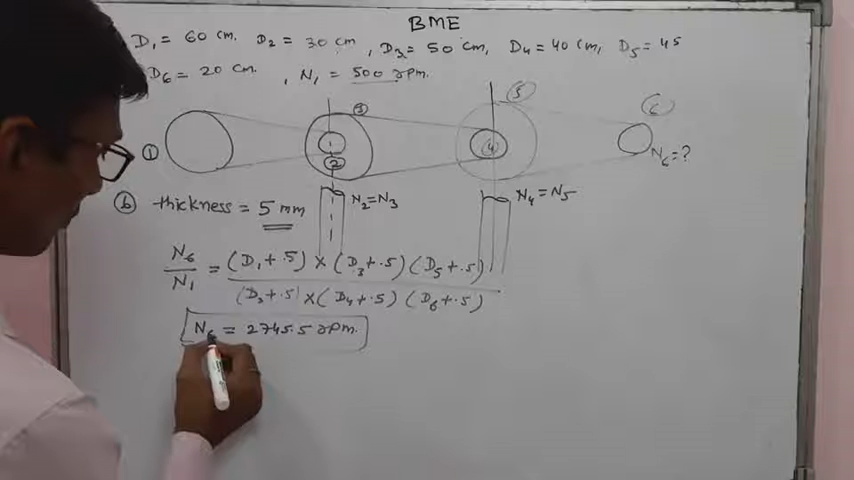 BME
D₁ = 60 cm. D₂ = 30 cm, D₃ = 50 cm, D₄ = 40 cm, D₅ = 45
D₆ = 20 cm. , N₁ = 500 rpm.
① ② ③ 4 5 6
N₆ = ?
ⓑ thickness = 5 mm N₂ = N₃ N₄ = N₅
N₆/N₁ = (D₁ + .5) × (D₃ + .5) (D₅ + .5) / (D₂ + .5) × (D₄ + .5) (D₆ + .5)
N₆ = 2745.5 rpm.